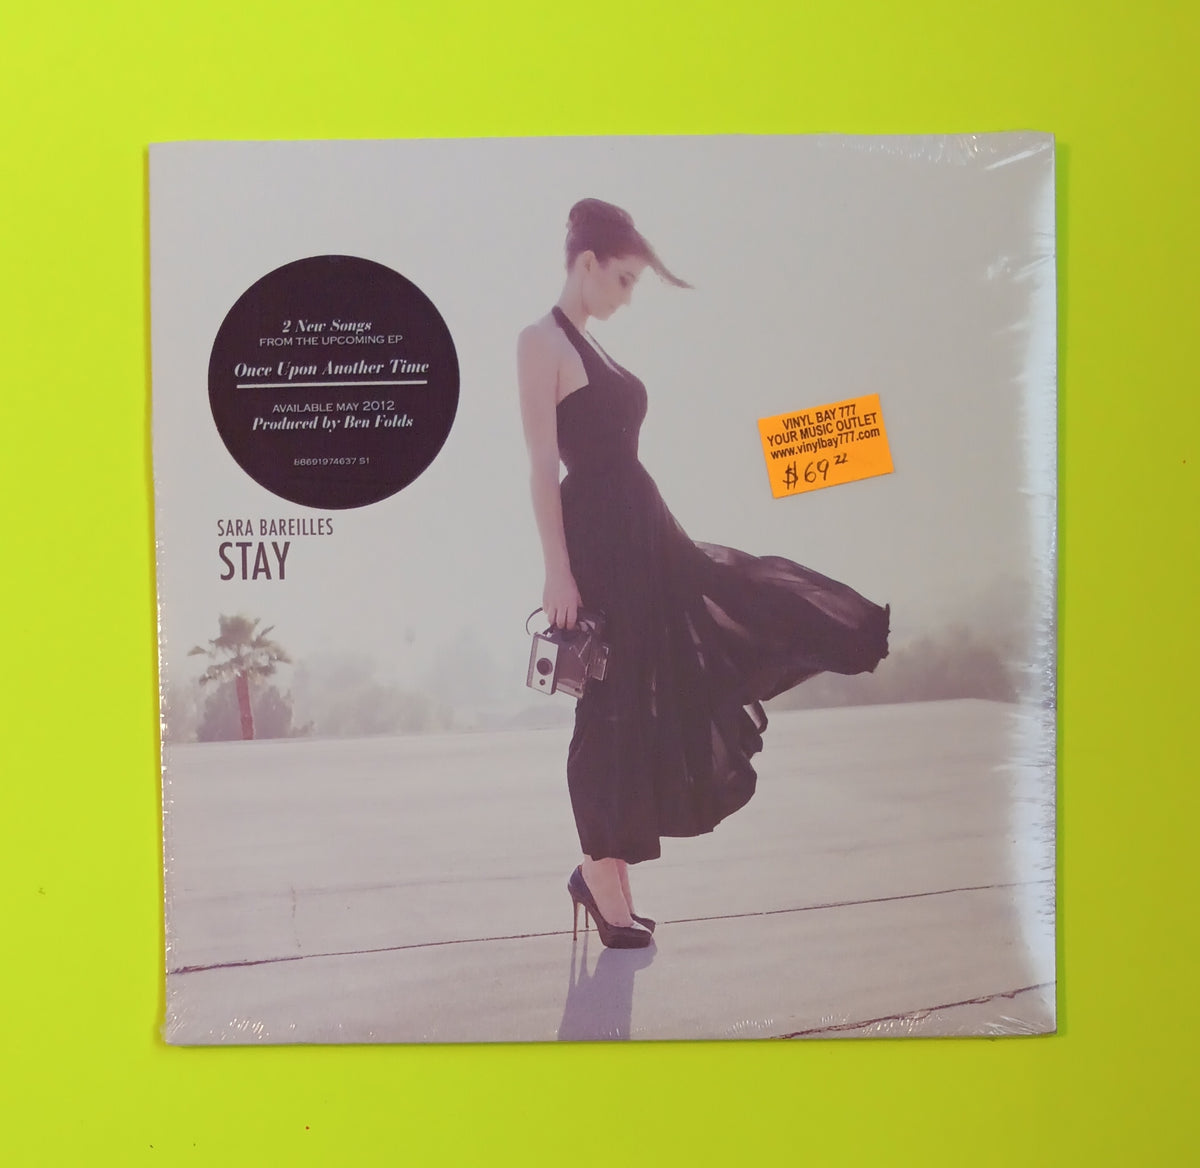 2 New Songs
FROM THE UPCOMING EP
Once Upon Another Time
AVAILABLE MAY 2012
Produced by Ben Folds
88691974637 S1
SARA BAREILLES
STAY
VINYL BAY 777
YOUR MUSIC OUTLET
www.vinylbay777.com
$69.22